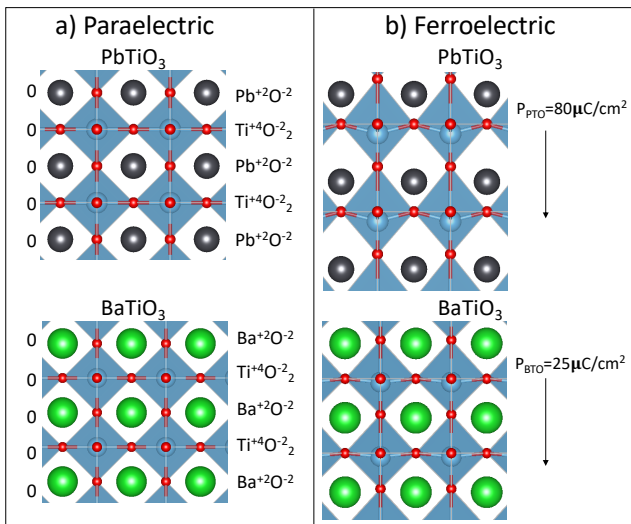 a) Paraelectric
PbTiO₃
0 Pb⁺²O⁻²
0 Ti⁺⁴O⁻²₂
0 Pb⁺²O⁻²
0 Ti⁺⁴O⁻²₂
0 Pb⁺²O⁻²
BaTiO₃
0 Ba⁺²O⁻²
0 Ti⁺⁴O⁻²₂
0 Ba⁺²O⁻²
0 Ti⁺⁴O⁻²₂
0 Ba⁺²O⁻²
b) Ferroelectric
PbTiO₃
P_PTO=80μC/cm²
BaTiO₃
P_BTO=25μC/cm²